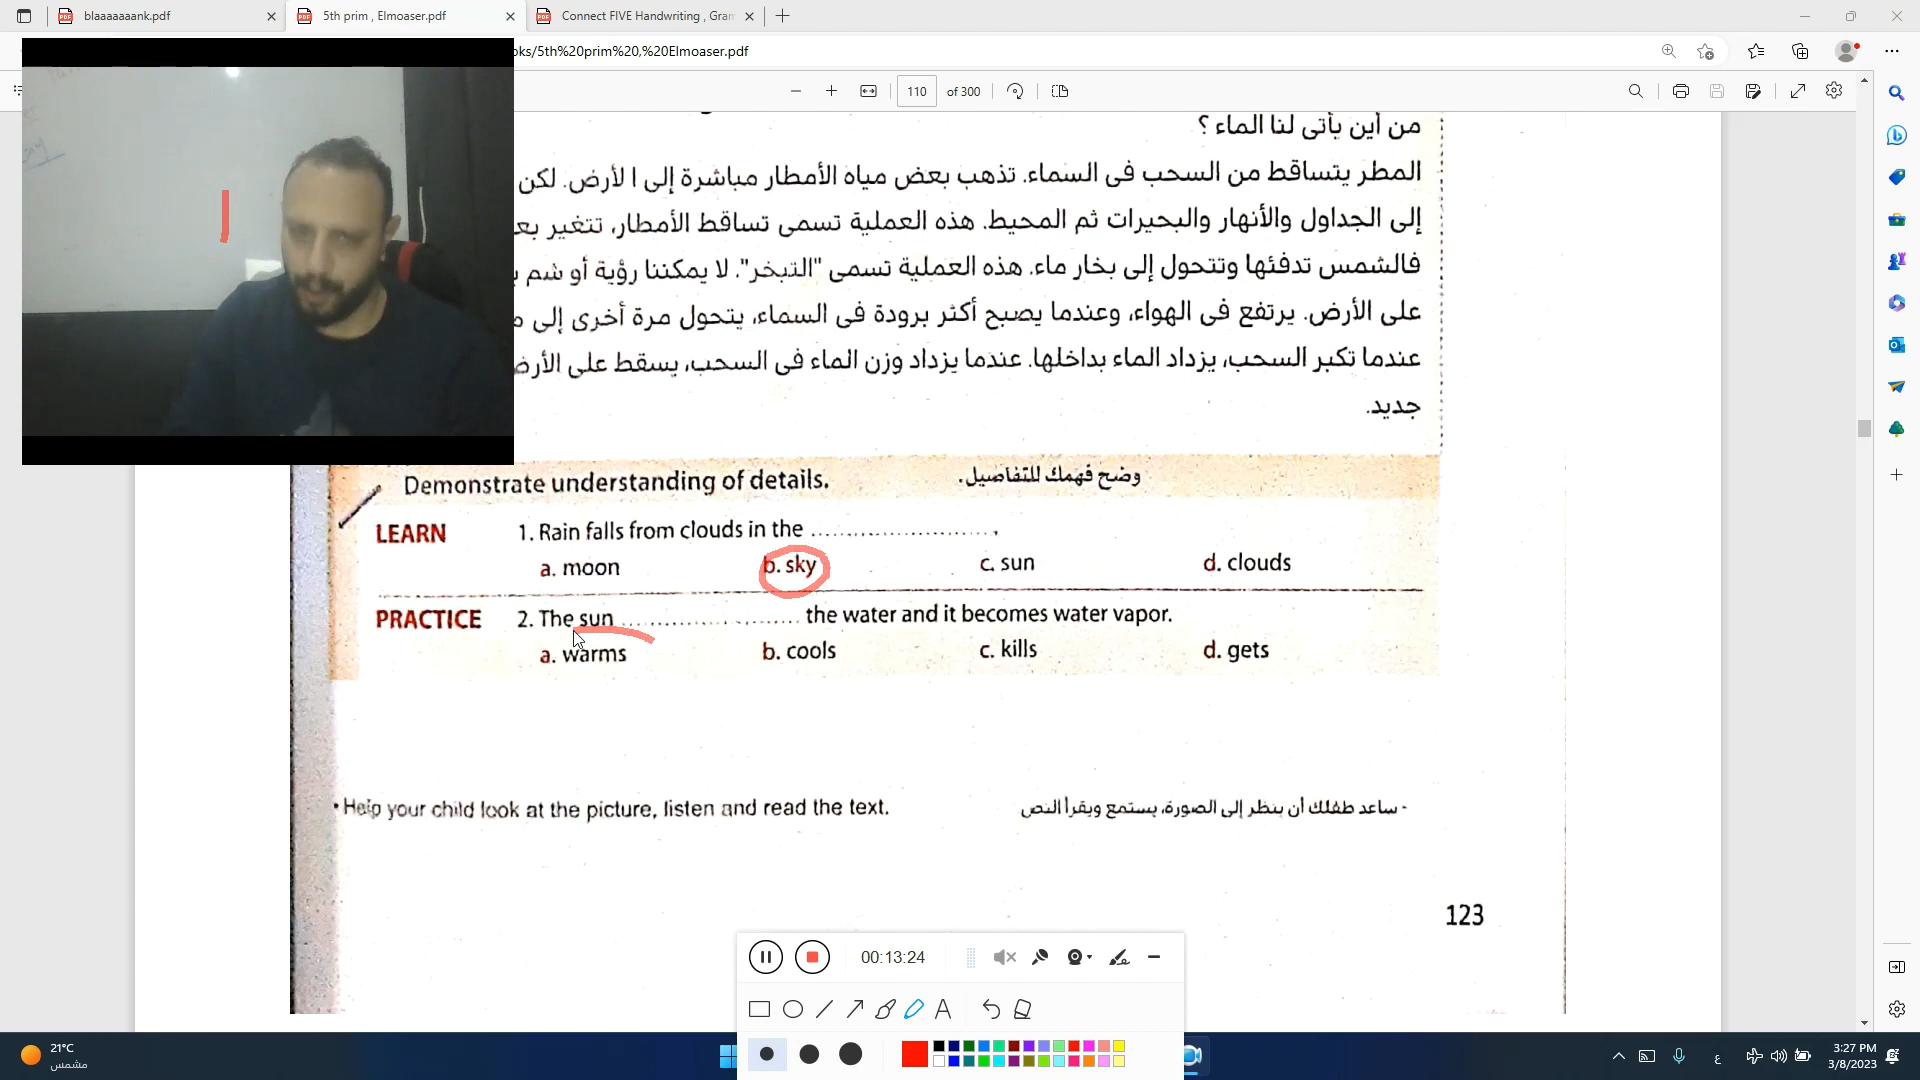 blaaaaaaank.pdf
5th prim , Elmoaser.pdf
Connect FIVE Handwriting , Gram
oks/5th%20prim%20,%20Elmoaser.pdf
110 of 300
من أين يأتى لنا الماء ؟
المطر يتساقط من السحب فى السماء. تذهب بعض مياه الأمطار مباشرة إلى ا لأرض. لكن
إلى الجداول والأنهار والبحيرات ثم المحيط. هذه العملية تسمى تساقط الأمطار، تتغير بع
فالشمس تدفئها وتتحول إلى بخار ماء. هذه العملية تسمى "التبخر". لا يمكننا رؤية أو شم ب
على الأرض. يرتفع فى الهواء، وعندما يصبح أكثر برودة فى السماء، يتحول مرة أخرى إلى م
عندما تكبر السحب، يزداد الماء بداخلها. عندما يزداد وزن الماء فى السحب، يسقط على الأرض
جديد.
Demonstrate understanding of details. وضح فهمك للتفاصيل.
LEARN 1. Rain falls from clouds in the ........................
a. moon b. sky c. sun d. clouds
PRACTICE 2. The sun ........................ the water and it becomes water vapor.
a. warms b. cools c. kills d. gets
• Help your child look at the picture, listen and read the text. - ساعد طفلك أن ينظر إلى الصورة، يستمع ويقرأ النص
123
00:13:24
A
21°C
مشمس
ع
3:27 PM
3/8/2023